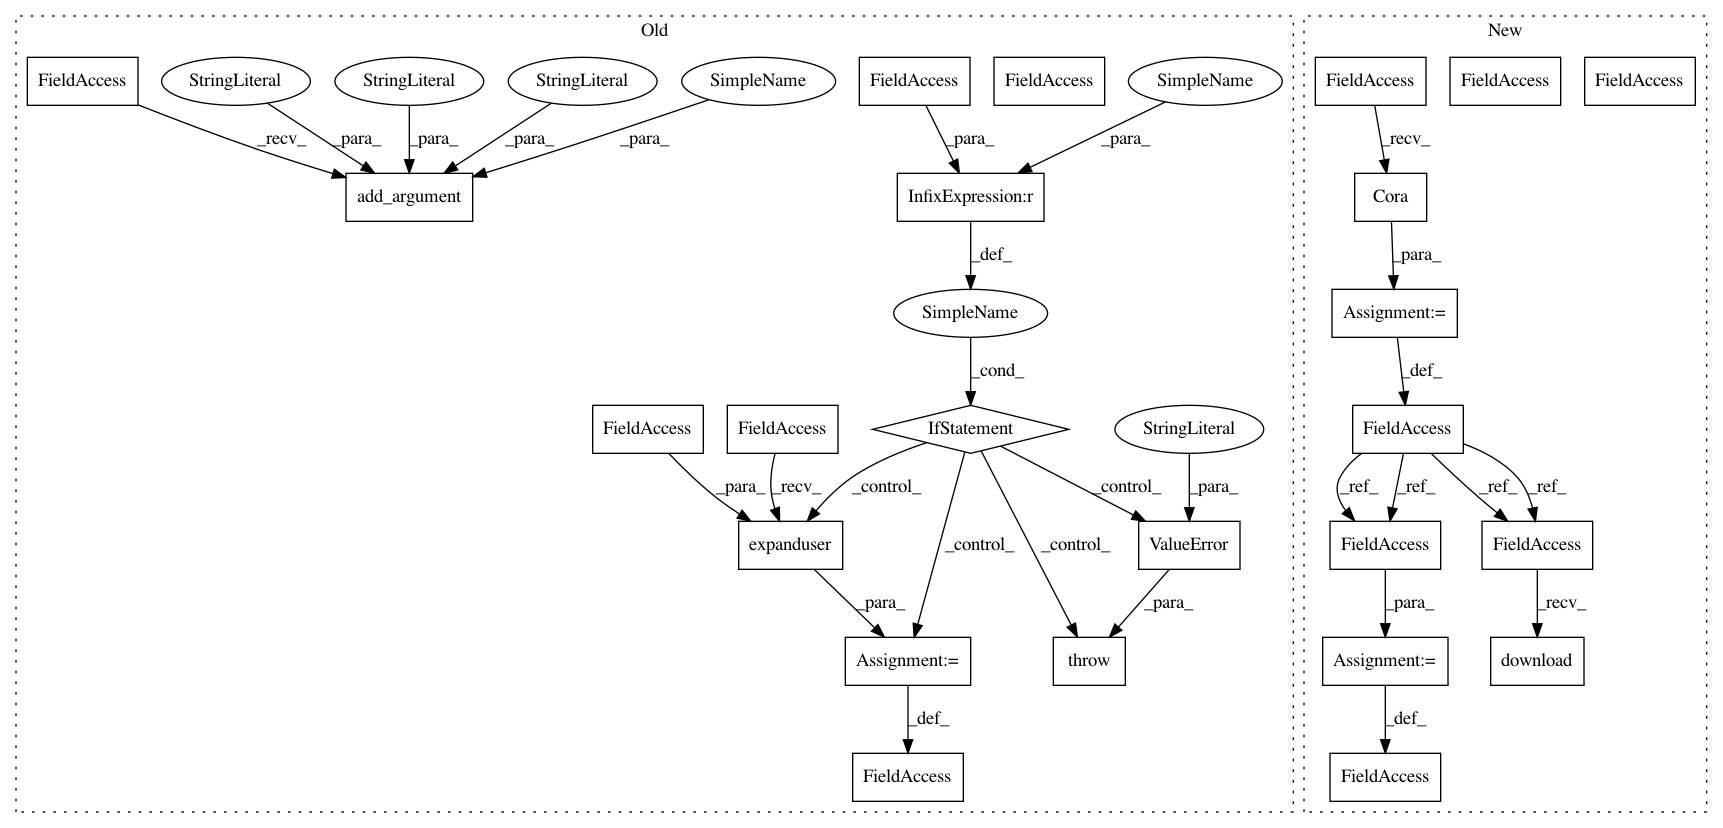 Old
New
FieldAccess
StringLiteral
StringLiteral
StringLiteral
SimpleName
FieldAccess
FieldAccess
SimpleName
FieldAccess
FieldAccess
FieldAccess
_recv_
_para_
_para_
_para_
_para_
_para_
_para_
_recv_
add_argument
InfixExpression:r
Cora
_def_
_para_
SimpleName
Assignment:=
_cond_
_def_
FieldAccess
FieldAccess
IfStatement
StringLiteral
FieldAccess
_para_
_recv_
_control_
_control_
_para_
_ref_
_ref_
_ref_
_ref_
expanduser
_control_
_control_
ValueError
FieldAccess
FieldAccess
_para_
_para_
_para_
_recv_
Assignment:=
throw
Assignment:=
download
_def_
_def_
FieldAccess
FieldAccess